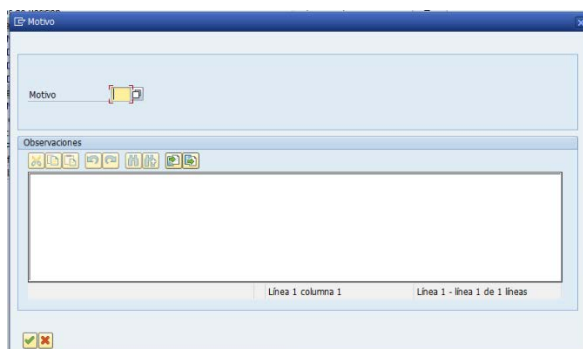 Motivo
Motivo
Observaciones
Línea 1 columna 1
Línea 1 - línea 1 de 1 líneas